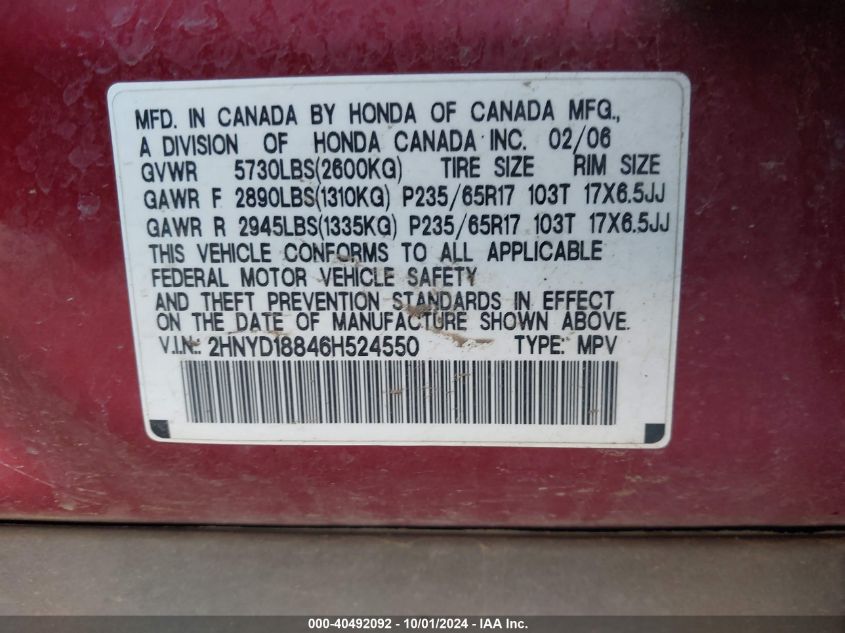 MFD. IN CANADA BY HONDA OF CANADA MFG.,
A DIVISION OF HONDA CANADA INC. 02/06
GVWR 5730LBS(2600KG) TIRE SIZE RIM SIZE
GAWR F 2890LBS(1310KG) P235/65R17 103T 17X6.5JJ
GAWR R 2945LBS(1335KG) P235/65R17 103T 17X6.5JJ
THIS VEHICLE CONFORMS TO ALL APPLICABLE
FEDERAL MOTOR VEHICLE SAFETY
AND THEFT PREVENTION STANDARDS IN EFFECT
ON THE DATE OF MANUFACTURE SHOWN ABOVE.
V.I.N.: 2HNYD18846H524550 TYPE: MPV
000-40492092 - 10/01/2024 - IAA Inc.